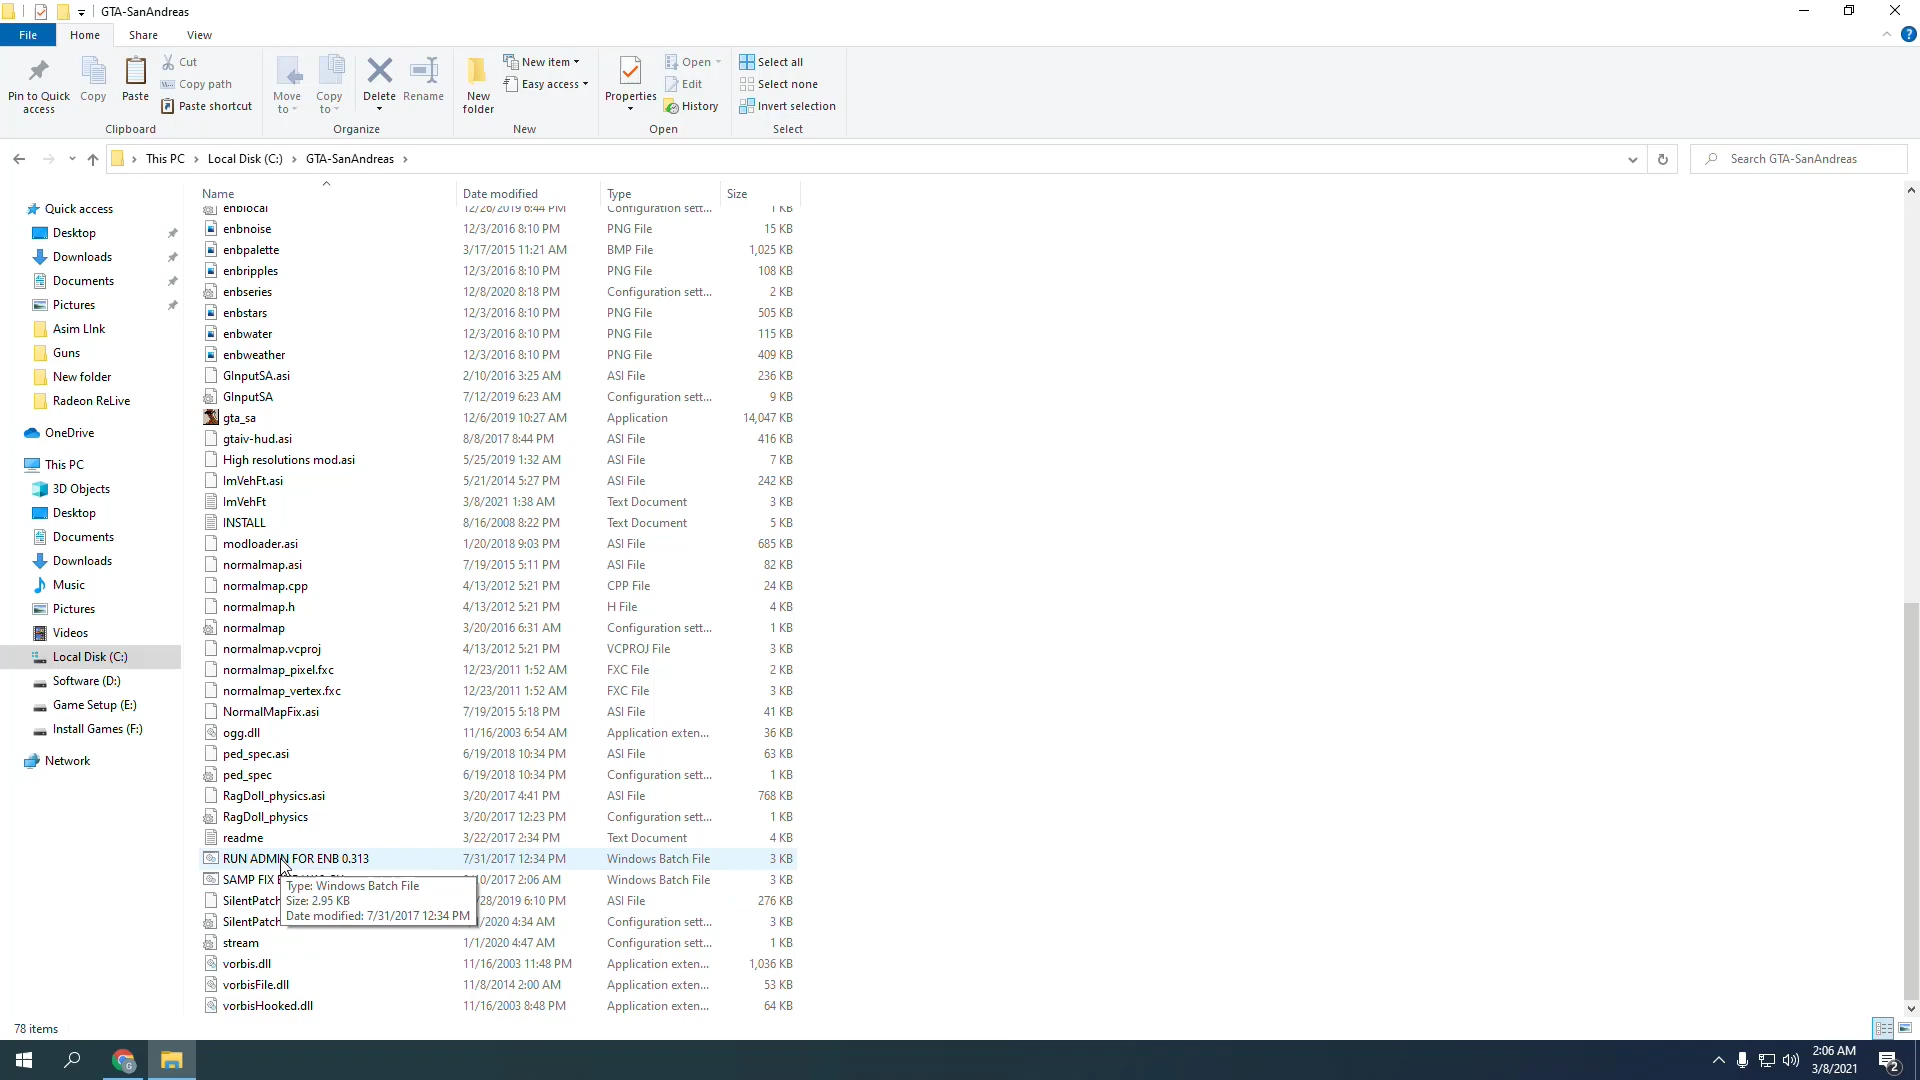 GTA-SanAndreas
File Home Share View
Pin to Quick access
Copy
Paste
Cut
Copy path
Paste shortcut
Clipboard
Move to
Copy to
Delete
Rename
Organize
New folder
New item
Easy access
New
Properties
Open
Edit
History
Open
Select all
Select none
Invert selection
Select
This PC › Local Disk (C:) › GTA-SanAndreas ›
Search GTA-SanAndreas
Quick access
Desktop
Downloads
Documents
Pictures
Asim LInk
Guns
New folder
Radeon ReLive
OneDrive
This PC
3D Objects
Desktop
Documents
Downloads
Music
Pictures
Videos
Local Disk (C:)
Software (D:)
Game Setup (E:)
Install Games (F:)
Network
Name Date modified Type Size
enblocal 12/26/2019 6:44 PM Configuration sett... 1 KB
enbnoise 12/3/2016 8:10 PM PNG File 15 KB
enbpalette 3/17/2015 11:21 AM BMP File 1,025 KB
enbripples 12/3/2016 8:10 PM PNG File 108 KB
enbseries 12/8/2020 8:18 PM Configuration sett... 2 KB
enbstars 12/3/2016 8:10 PM PNG File 505 KB
enbwater 12/3/2016 8:10 PM PNG File 115 KB
enbweather 12/3/2016 8:10 PM PNG File 409 KB
GInputSA.asi 2/10/2016 3:25 AM ASI File 236 KB
GInputSA 7/12/2019 6:23 AM Configuration sett... 9 KB
gta_sa 12/6/2019 10:27 AM Application 14,047 KB
gtaiv-hud.asi 8/8/2017 8:44 PM ASI File 416 KB
High resolutions mod.asi 5/25/2019 1:32 AM ASI File 7 KB
ImVehFt.asi 5/21/2014 5:27 PM ASI File 242 KB
ImVehFt 3/8/2021 1:38 AM Text Document 3 KB
INSTALL 8/16/2008 8:22 PM Text Document 5 KB
modloader.asi 1/20/2018 9:03 PM ASI File 685 KB
normalmap.asi 7/19/2015 5:11 PM ASI File 82 KB
normalmap.cpp 4/13/2012 5:21 PM CPP File 24 KB
normalmap.h 4/13/2012 5:21 PM H File 4 KB
normalmap 3/20/2016 6:31 AM Configuration sett... 1 KB
normalmap.vcproj 4/13/2012 5:21 PM VCPROJ File 3 KB
normalmap_pixel.fxc 12/23/2011 1:52 AM FXC File 2 KB
normalmap_vertex.fxc 12/23/2011 1:52 AM FXC File 3 KB
NormalMapFix.asi 7/19/2015 5:18 PM ASI File 41 KB
ogg.dll 11/16/2003 6:54 AM Application exten... 36 KB
ped_spec.asi 6/19/2018 10:34 PM ASI File 63 KB
ped_spec 6/19/2018 10:34 PM Configuration sett... 1 KB
RagDoll_physics.asi 3/20/2017 4:41 PM ASI File 768 KB
RagDoll_physics 3/20/2017 12:23 PM Configuration sett... 1 KB
readme 3/22/2017 2:34 PM Text Document 4 KB
RUN ADMIN FOR ENB 0.313 7/31/2017 12:34 PM Windows Batch File 3 KB
SAMP FIX 0/2017 2:06 AM Windows Batch File 3 KB
Type: Windows Batch File
Size: 2.95 KB
Date modified: 7/31/2017 12:34 PM
SilentPatch 28/2019 6:10 PM ASI File 276 KB
SilentPatch /2020 4:34 AM Configuration sett... 3 KB
stream 1/1/2020 4:47 AM Configuration sett... 1 KB
vorbis.dll 11/16/2003 11:48 PM Application exten... 1,036 KB
vorbisFile.dll 11/8/2014 2:00 AM Application exten... 53 KB
vorbisHooked.dll 11/16/2003 8:48 PM Application exten... 64 KB
78 items
2:06 AM
3/8/2021
2